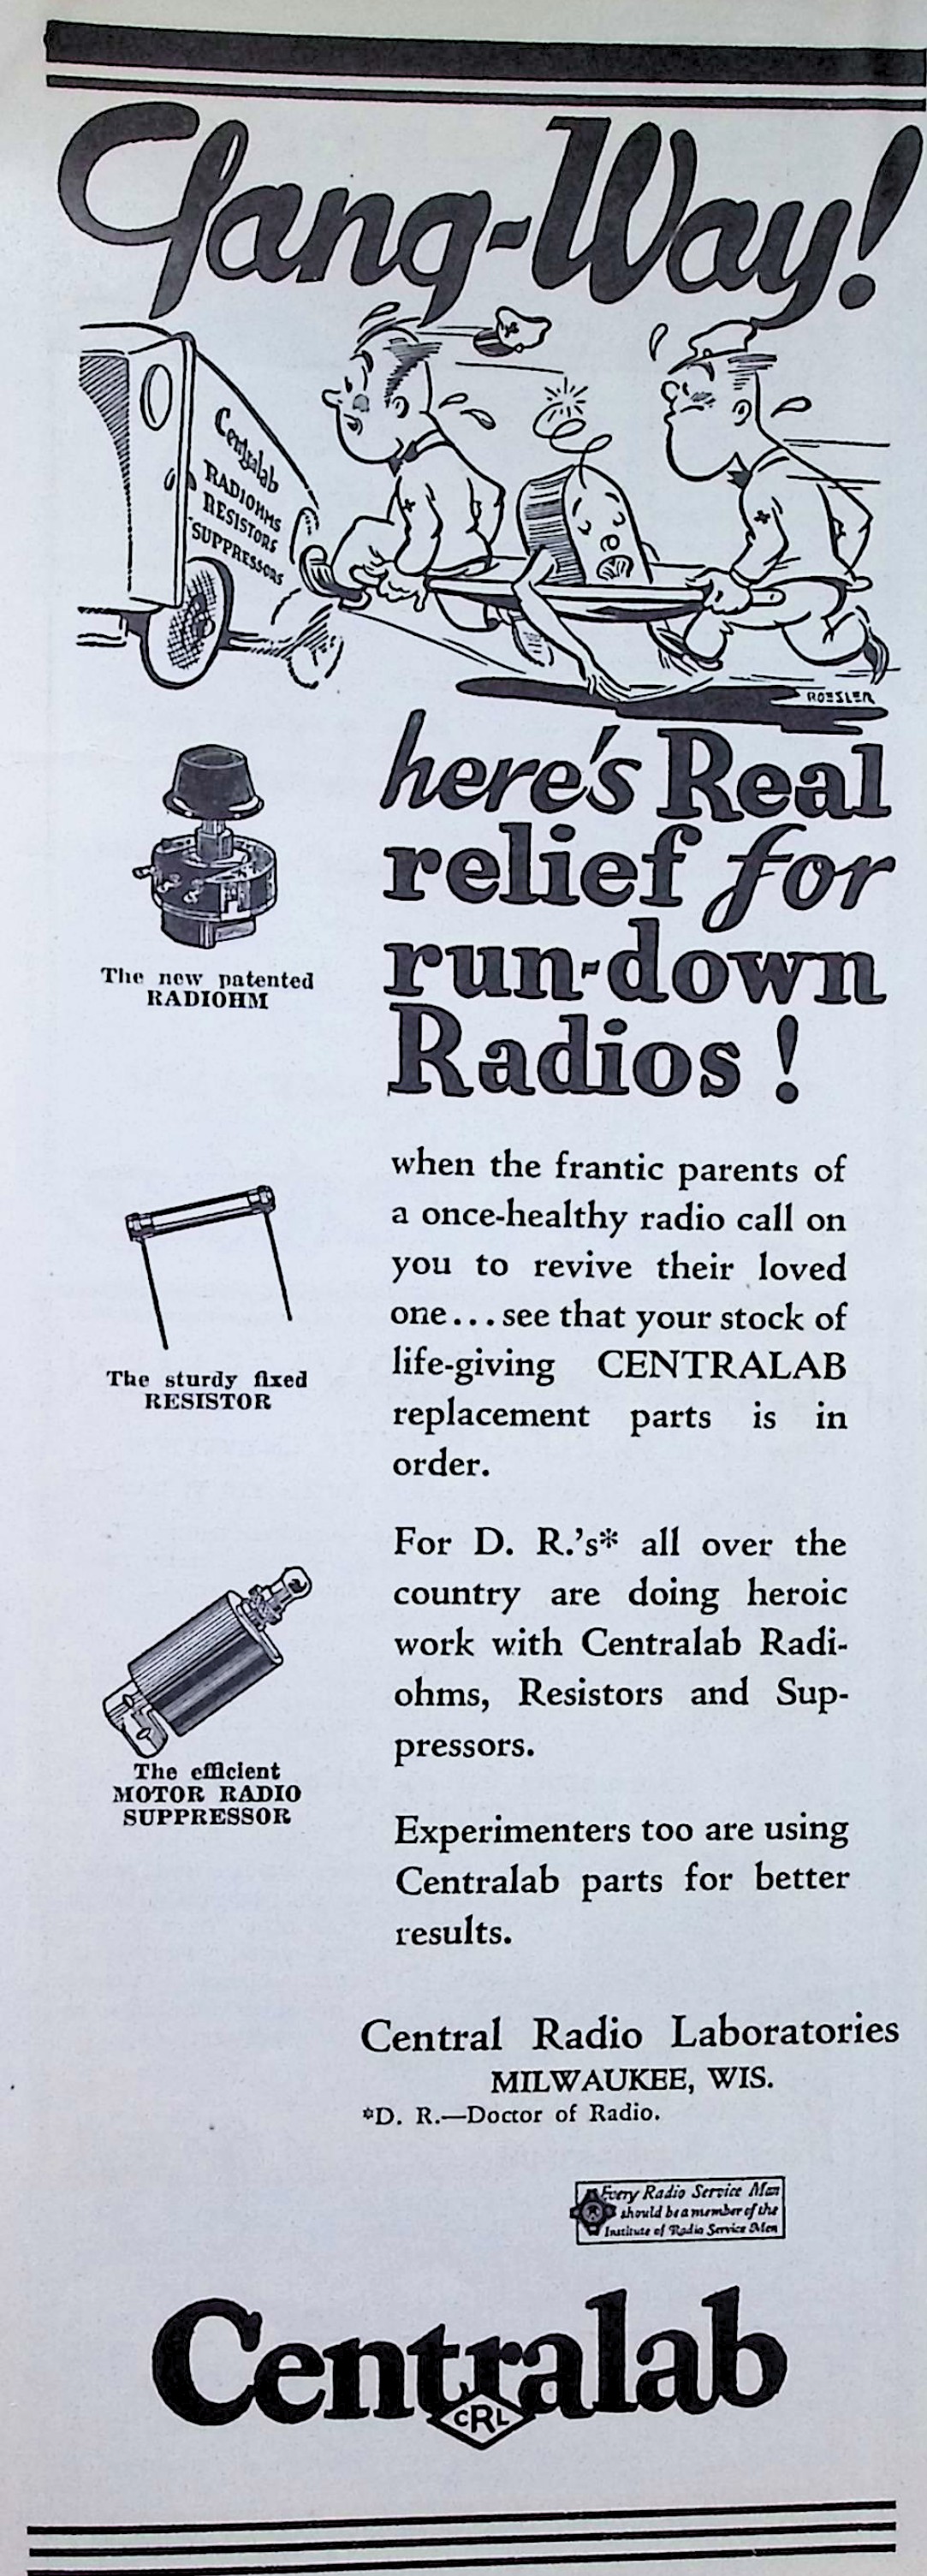 Gang-Way!
Centralab
RADIOHMS
RESISTORS
SUPPRESSORS
ROESSLER
here's Real
relief for
run-down
Radios!
The new patented
RADIOHM
when the frantic parents of
a once-healthy radio call on
you to revive their loved
one...see that your stock of
life-giving CENTRALAB
replacement parts is in
order.
The sturdy fixed
RESISTOR
For D. R.'s* all over the
country are doing heroic
work with Centralab Radi-
ohms, Resistors and Sup-
pressors.
The efficient
MOTOR RADIO
SUPPRESSOR
Experimenters too are using
Centralab parts for better
results.
Central Radio Laboratories
MILWAUKEE, WIS.
*D. R.—Doctor of Radio.
Every Radio Service Man
should be a member of the
Institute of Radio Service Men
Centralab
CRL